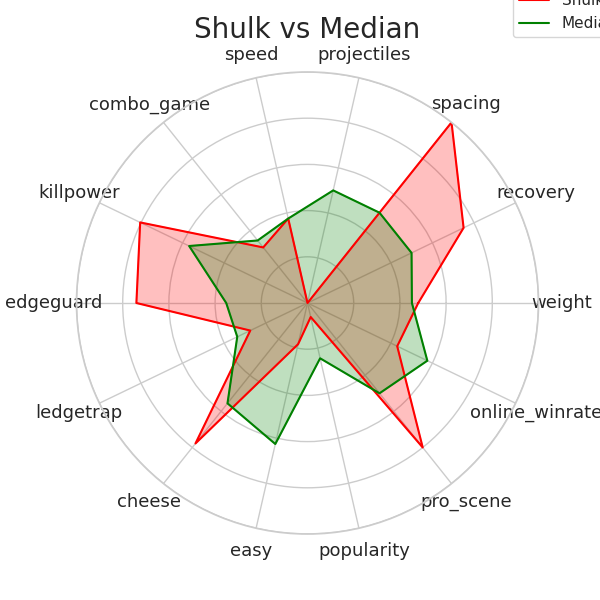 Shulk vs Median
speed
projectiles
combo_game
spacing
killpower
recovery
edgeguard
weight
ledgetrap
online_winrate
cheese
pro_scene
easy
popularity